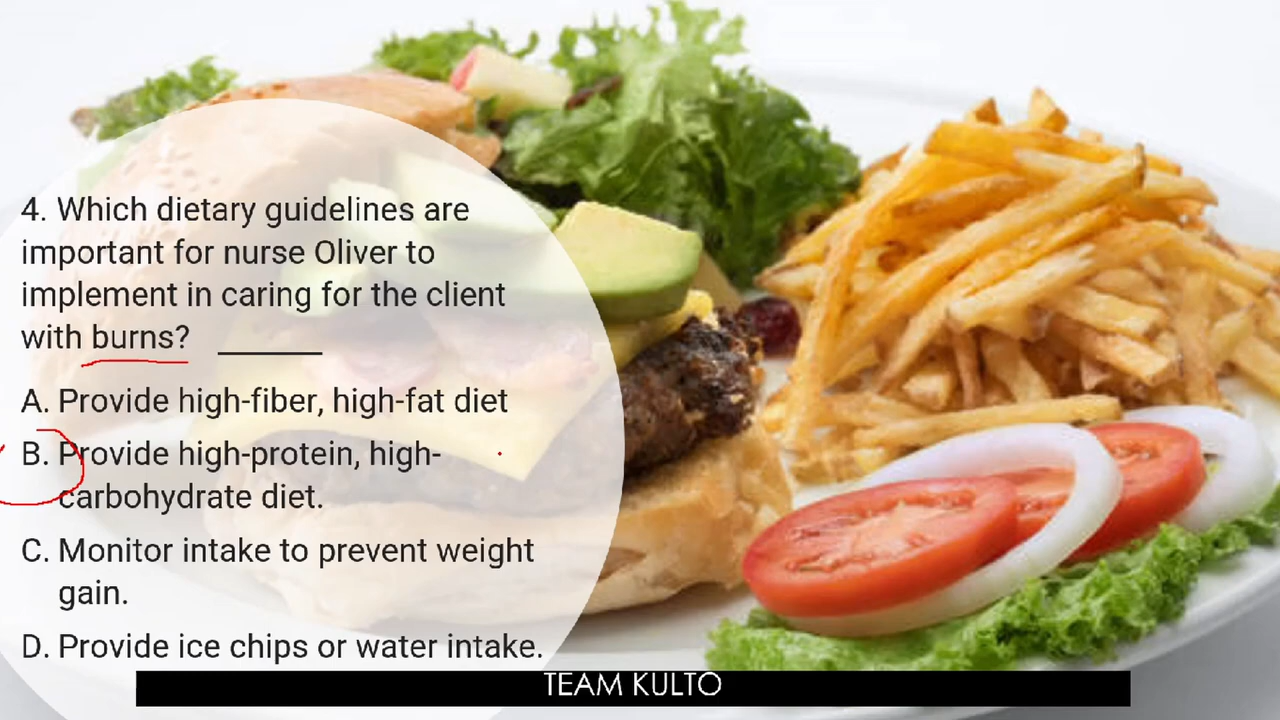 4. Which dietary guidelines are
important for nurse Oliver to
implement in caring for the client
with burns? ______
A. Provide high-fiber, high-fat diet
B. Provide high-protein, high-
carbohydrate diet.
C. Monitor intake to prevent weight
gain.
D. Provide ice chips or water intake.
TEAM KULTO